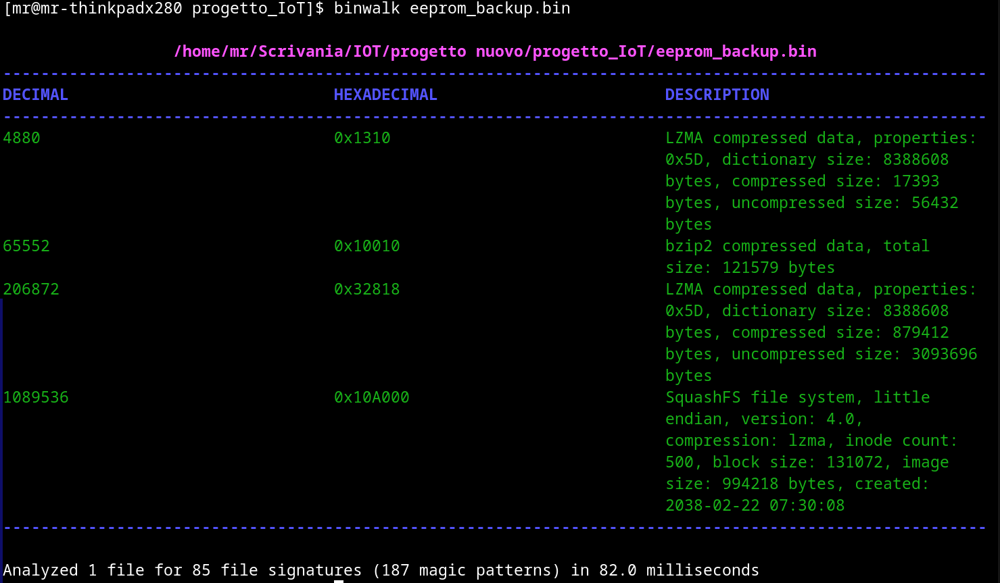 [mr@mr-thinkpadx280 progetto_IoT]$ binwalk eeprom_backup.bin
/home/mr/Scrivania/IOT/progetto nuovo/progetto_IoT/eeprom_backup.bin
--------------------------------------------------------------------------------------------------------
DECIMAL HEXADECIMAL DESCRIPTION
--------------------------------------------------------------------------------------------------------
4880 0x1310 LZMA compressed data, properties:
0x5D, dictionary size: 8388608
bytes, compressed size: 17393
bytes, uncompressed size: 56432
bytes
65552 0x10010 bzip2 compressed data, total
size: 121579 bytes
206872 0x32818 LZMA compressed data, properties:
0x5D, dictionary size: 8388608
bytes, compressed size: 879412
bytes, uncompressed size: 3093696
bytes
1089536 0x10A000 SquashFS file system, little
endian, version: 4.0,
compression: lzma, inode count:
500, block size: 131072, image
size: 994218 bytes, created:
2038-02-22 07:30:08
--------------------------------------------------------------------------------------------------------
Analyzed 1 file for 85 file signatures (187 magic patterns) in 82.0 milliseconds